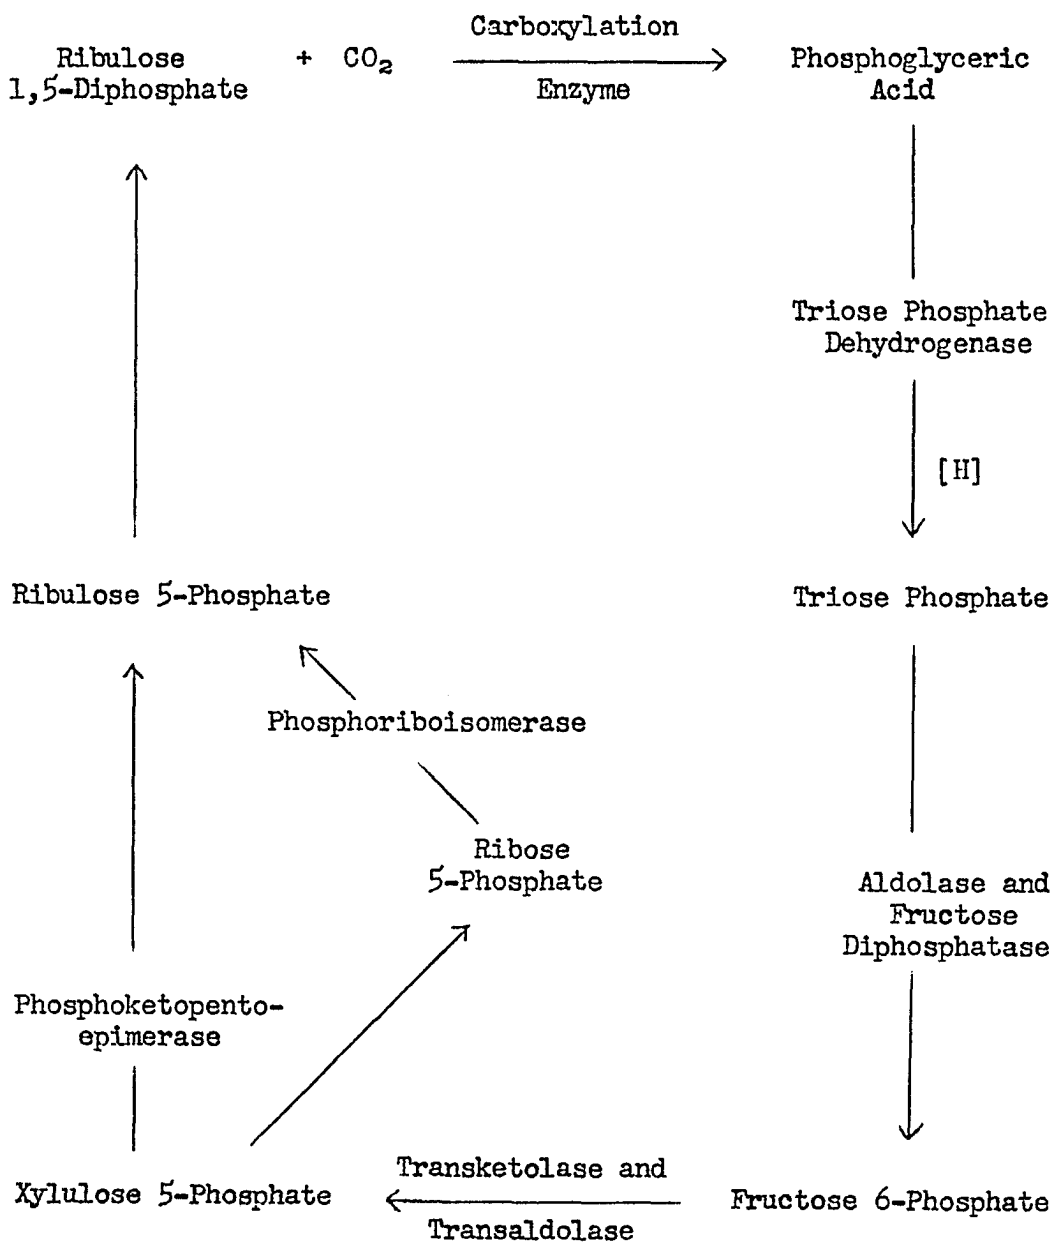 Carboxylation
Ribulose + CO₂ Phosphoglyceric
1,5-Diphosphate Enzyme Acid
Triose Phosphate
Dehydrogenase
[H]
Ribulose 5-Phosphate Triose Phosphate
Phosphoriboisomerase
Ribose
5-Phosphate
Aldolase and
Fructose
Diphosphatase
Phosphoketopento-
epimerase
Transketolase and
Xylulose 5-Phosphate Fructose 6-Phosphate
Transaldolase